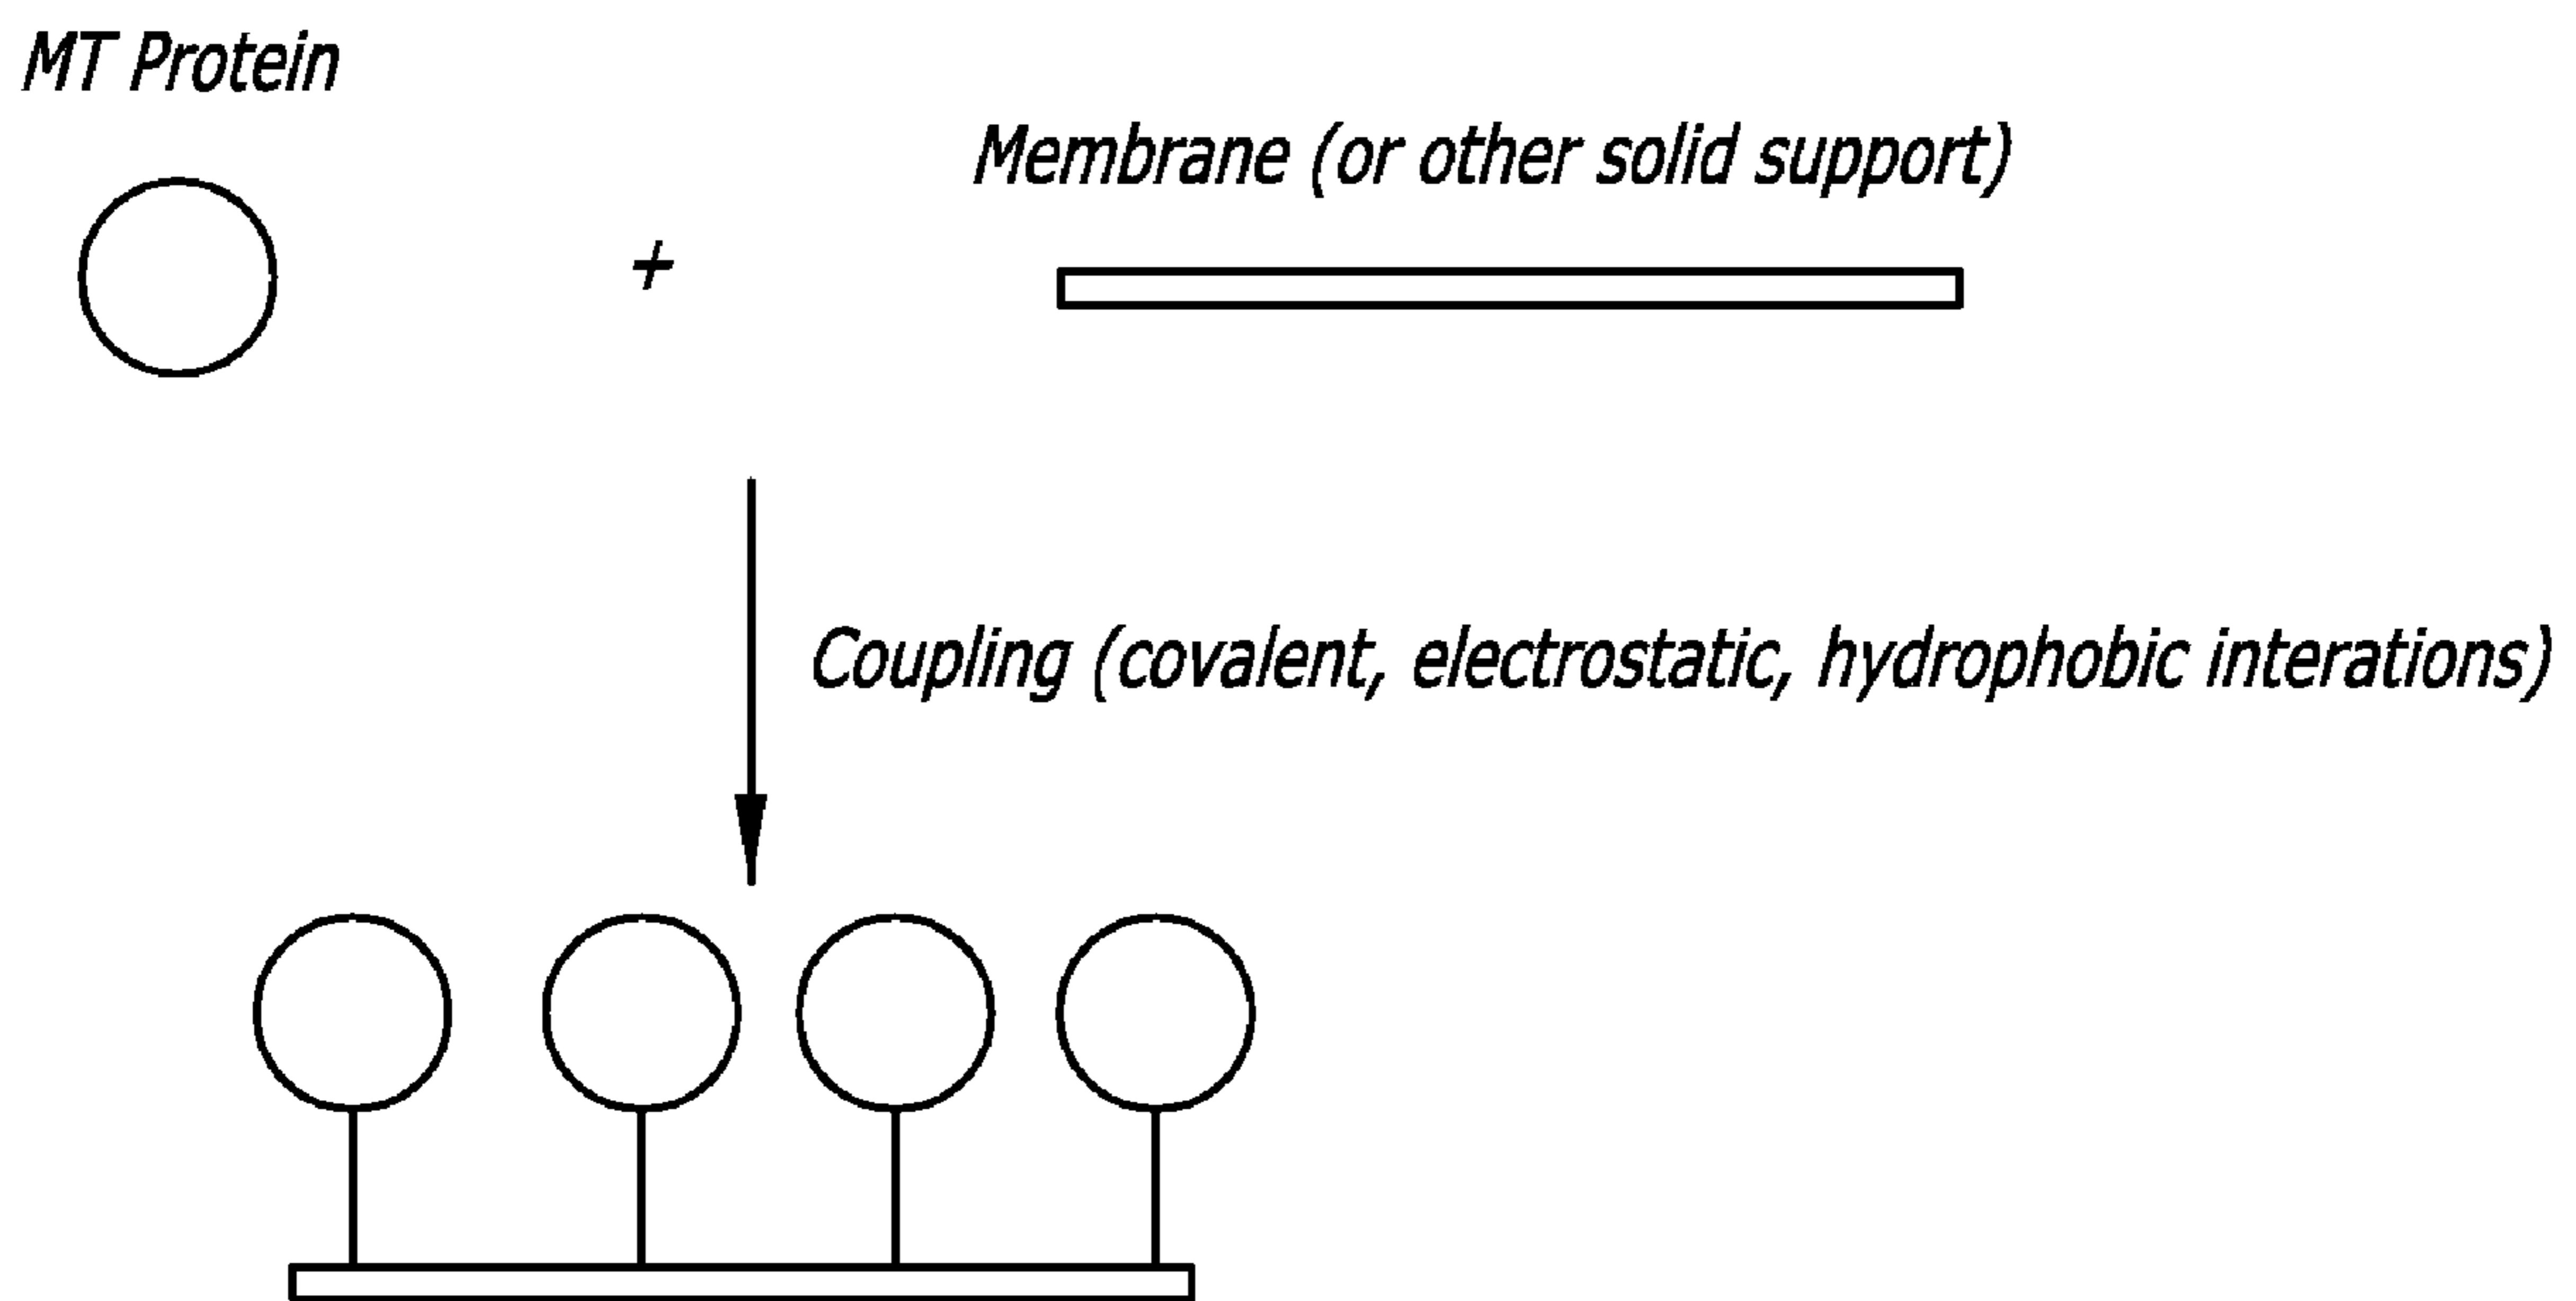 MT Protein
Membrane (or other solid support)
+
Coupling (covalent, electrostatic, hydrophobic interations)